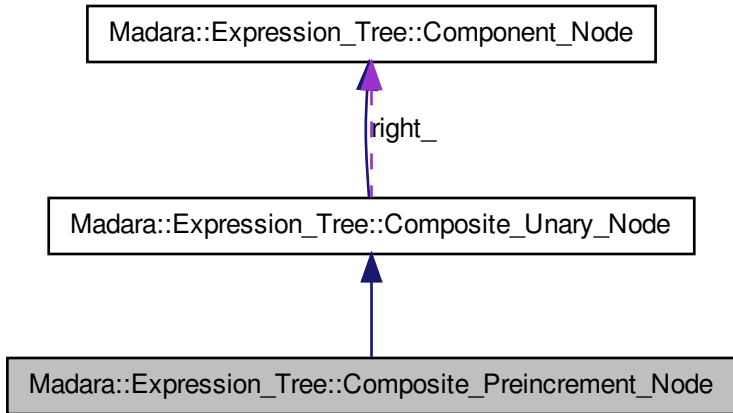 Madara::Expression_Tree::Component_Node
right_
Madara::Expression_Tree::Composite_Unary_Node
Madara::Expression_Tree::Composite_Preincrement_Node